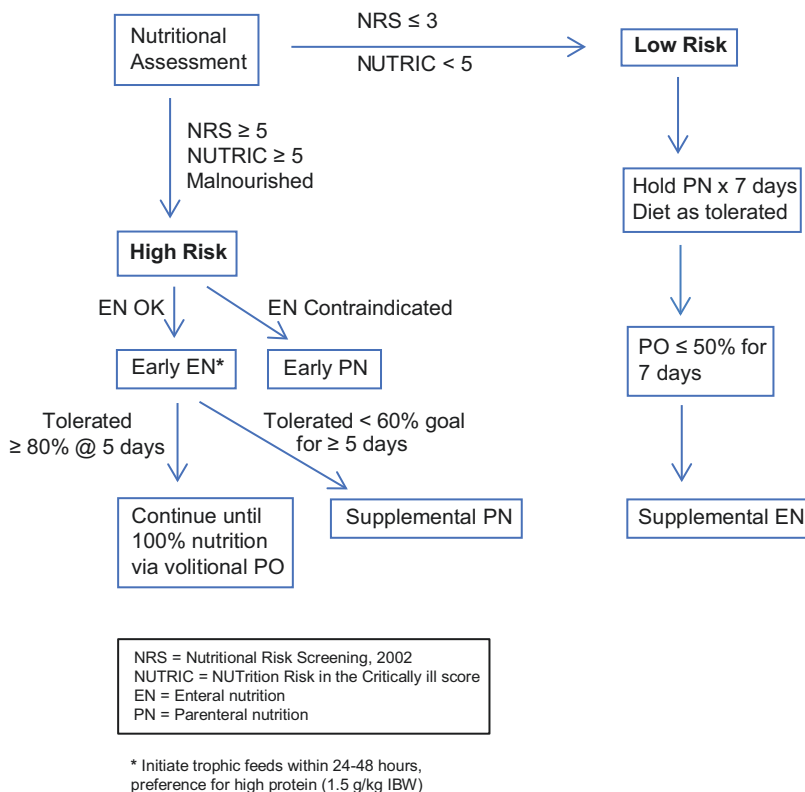 Nutritional
Assessment
NRS ≤ 3
NUTRIC < 5
Low Risk
NRS ≥ 5
NUTRIC ≥ 5
Malnourished
Hold PN x 7 days
Diet as tolerated
High Risk
EN OK
EN Contraindicated
Early EN*
Early PN
PO ≤ 50% for
7 days
Tolerated
≥ 80% @ 5 days
Tolerated < 60% goal
for ≥ 5 days
Continue until
100% nutrition
via volitional PO
Supplemental PN
Supplemental EN
NRS = Nutritional Risk Screening, 2002
NUTRIC = NUTrition Risk in the Critically ill score
EN = Enteral nutrition
PN = Parenteral nutrition
* Initiate trophic feeds within 24-48 hours,
preference for high protein (1.5 g/kg IBW)